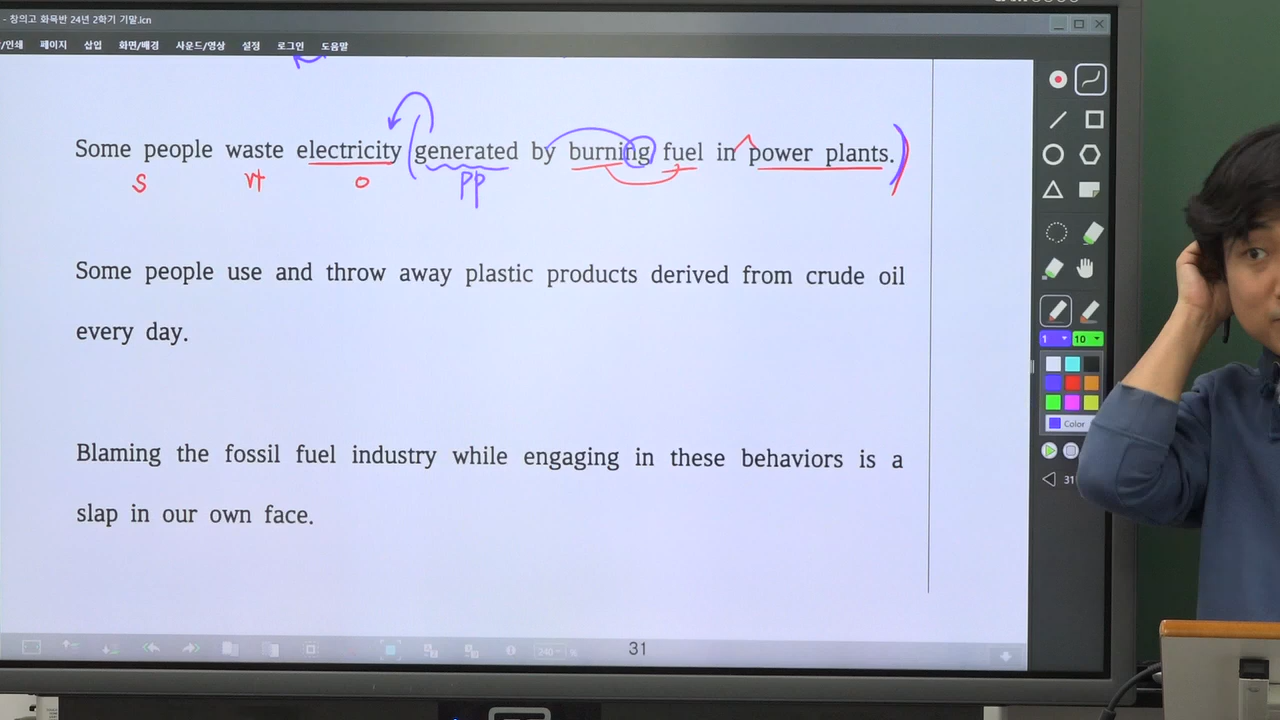 - 창의고 화목반 24년 2학기 기말.icn
/인쇄 페이지 삽입 화면/배경 사운드/영상 설정 로그인 도움말
Some people waste electricity (generated by burning fuel in power plants.)
S vt o pp
Some people use and throw away plastic products derived from crude oil
every day.
Blaming the fossil fuel industry while engaging in these behaviors is a
slap in our own face.
1 10
Color
31
240 %
31